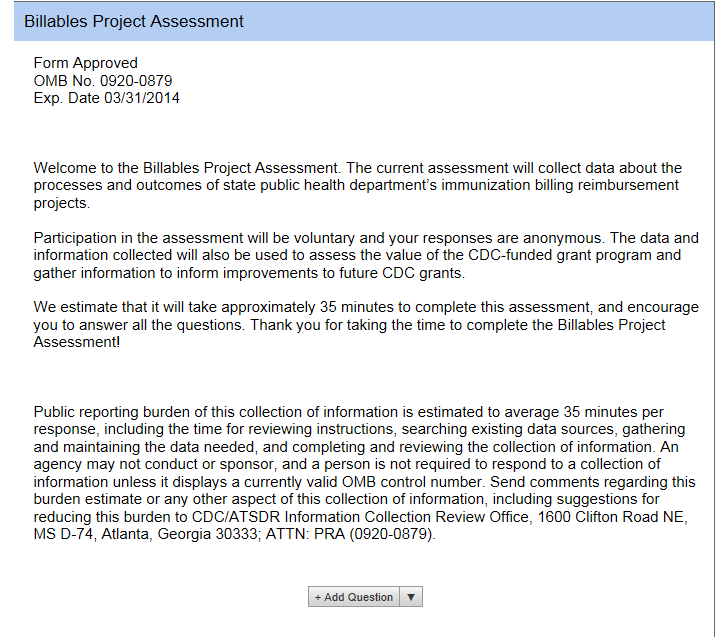 Billables Project Assessment
Form Approved
OMB No. 0920-0879
Exp. Date 03/31/2014
Welcome to the Billables Project Assessment. The current assessment will collect data about the
processes and outcomes of state public health department's immunization billing reimbursement
projects.
Participation in the assessment will be voluntary and your responses are anonymous. The data and
information collected will also be used to assess the value of the CDC-funded grant program and
gather information to inform improvements to future CDC grants.
We estimate that it will take approximately 35 minutes to complete this assessment, and encourage
you to answer all the questions. Thank you for taking the time to complete the Billables Project
Assessment!
Public reporting burden of this collection of information is estimated to average 35 minutes per
response, including the time for reviewing instructions, searching existing data sources, gathering
and maintaining the data needed, and completing and reviewing the collection of information. An
agency may not conduct or sponsor, and a person is not required to respond to a collection of
information unless it displays a currently valid OMB control number. Send comments regarding this
burden estimate or any other aspect of this collection of information, including suggestions for
reducing this burden to CDC/ATSDR Information Collection Review Office, 1600 Clifton Road NE,
MS D-74, Atlanta, Georgia 30333; ATTN: PRA (0920-0879).
+ Add Question ▼